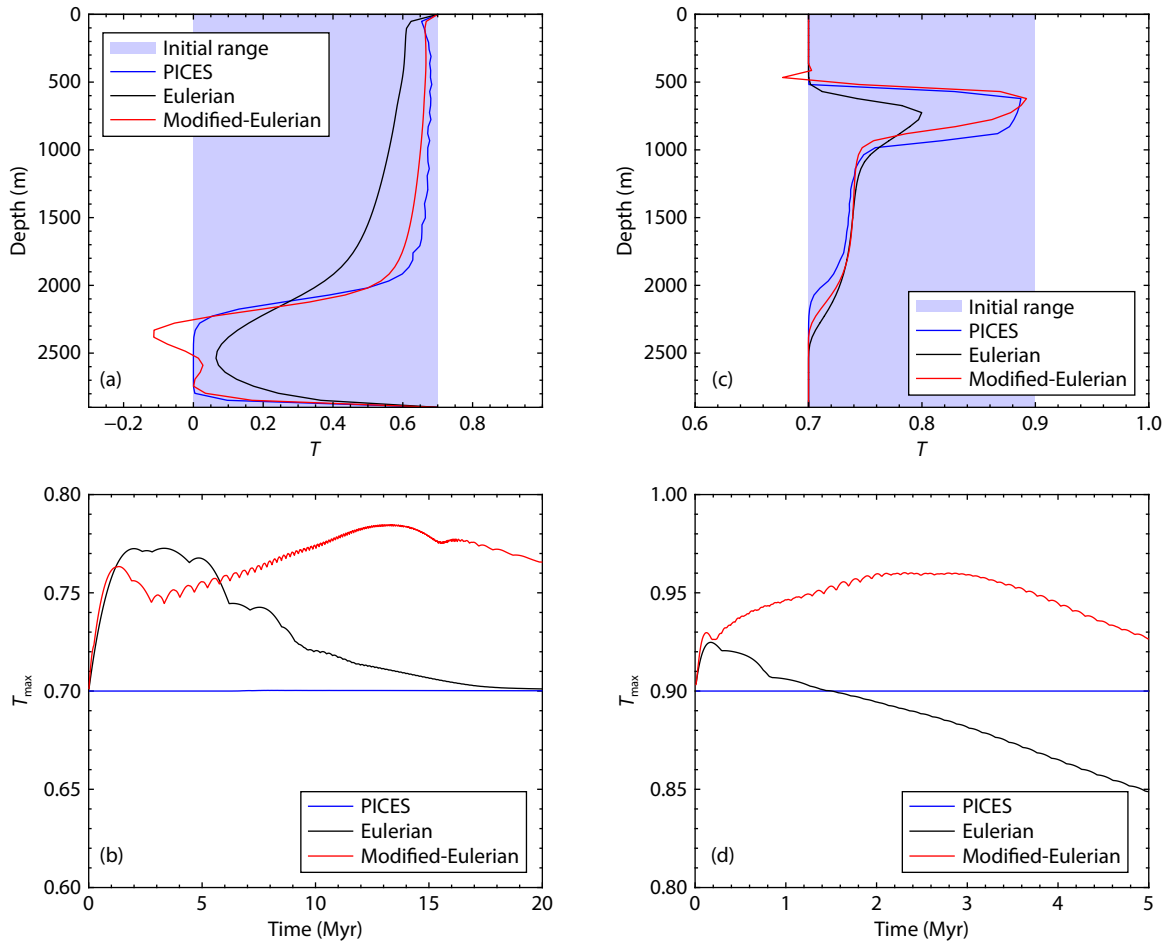 0
500
1000
1500
2000
2500
Depth (m)
Initial range
PICES
Eulerian
Modified-Eulerian
(a)
−0.2 0 0.2 0.4 0.6 0.8
T
0
500
1000
1500
2000
2500
Depth (m)
Initial range
PICES
Eulerian
Modified-Eulerian
(c)
0.6 0.7 0.8 0.9 1.0
T
0.80
0.75
0.70
0.65
0.60
Tmax
PICES
Eulerian
Modified-Eulerian
(b)
0 5 10 15 20
Time (Myr)
1.00
0.95
0.90
0.85
0.80
Tmax
PICES
Eulerian
Modified-Eulerian
(d)
0 1 2 3 4 5
Time (Myr)